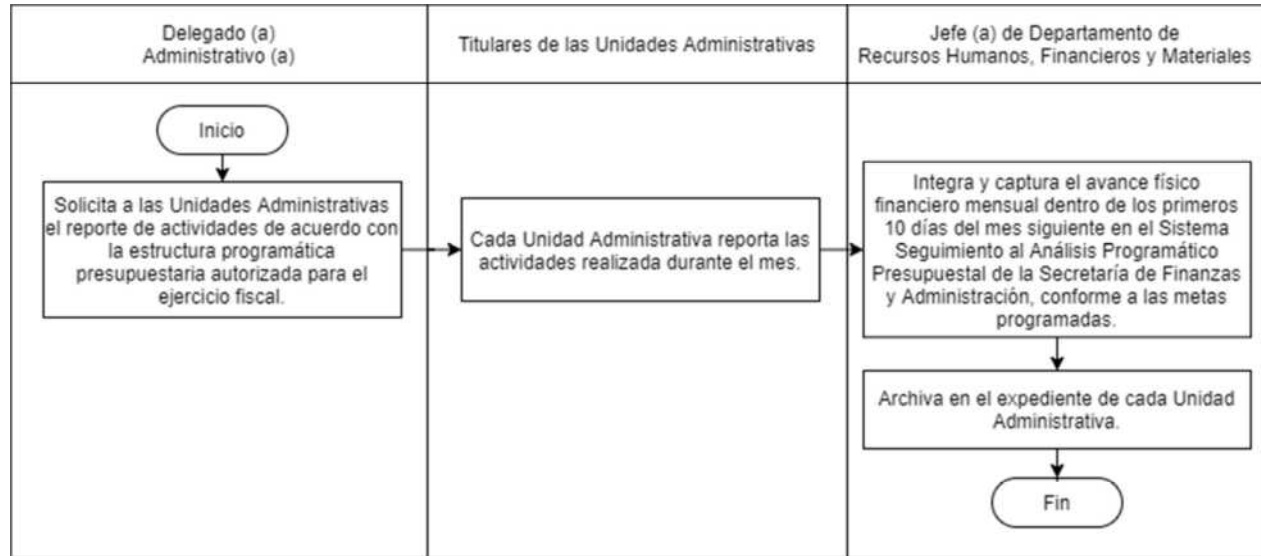 Delegado (a)
Administrativo (a)
Titulares de las Unidades Administrativas
Jefe (a) de Departamento de
Recursos Humanos, Financieros y Materiales
Inicio
Solicita a las Unidades Administrativas
el reporte de actividades de acuerdo con
la estructura programática
presupuestaria autorizada para el
ejercicio fiscal.
Cada Unidad Administrativa reporta las
actividades realizada durante el mes.
Integra y captura el avance físico
financiero mensual dentro de los primeros
10 días del mes siguiente en el Sistema
Seguimiento al Análisis Programático
Presupuestal de la Secretaría de Finanzas
y Administración, conforme a las metas
programadas.
Archiva en el expediente de cada Unidad
Administrativa.
Fin